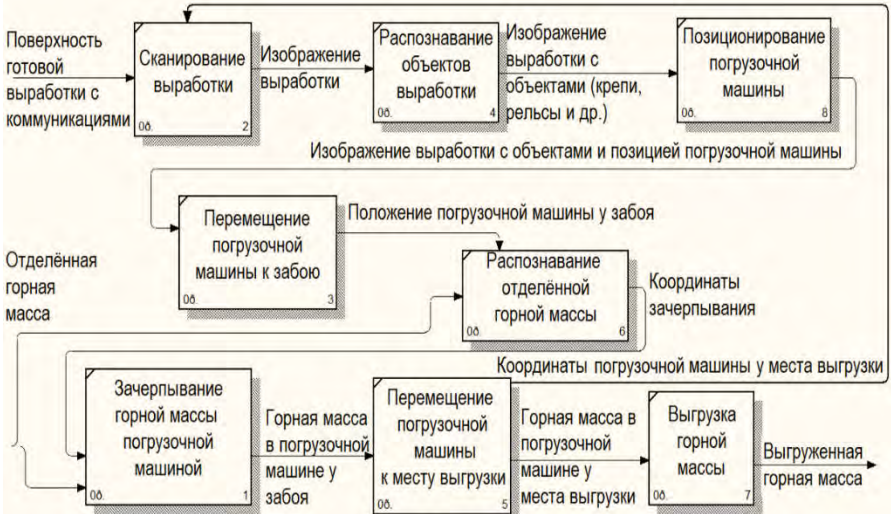 Поверхность
готовой
выработки с
коммуникациями
Сканирование
выработки
0б.
2
Изображение
выработки
Распознавание
объектов
выработки
0б.
4
Изображение
выработки с
объектами (крепи,
рельсы и др.)
Позиционирование
погрузочной
машины
0б.
8
Изображение выработки с объектами и позицией погрузочной машины
Перемещение
погрузочной
машины к забою
0б.
3
Положение погрузочной машины у забоя
Отделённая
горная
масса
Распознавание
отделённой
горной массы
0б.
6
Координаты
зачерпывания
Координаты погрузочной машины у места выгрузки
Зачерпывание
горной массы
погрузочной
машиной
0б.
1
Горная масса
в погрузочной
машине у
забоя
Перемещение
погрузочной
машины
к месту выгрузки
0б.
5
Горная масса в
погрузочной
машине у
места выгрузки
Выгрузка
горной
массы
0б.
7
Выгруженная
горная масса